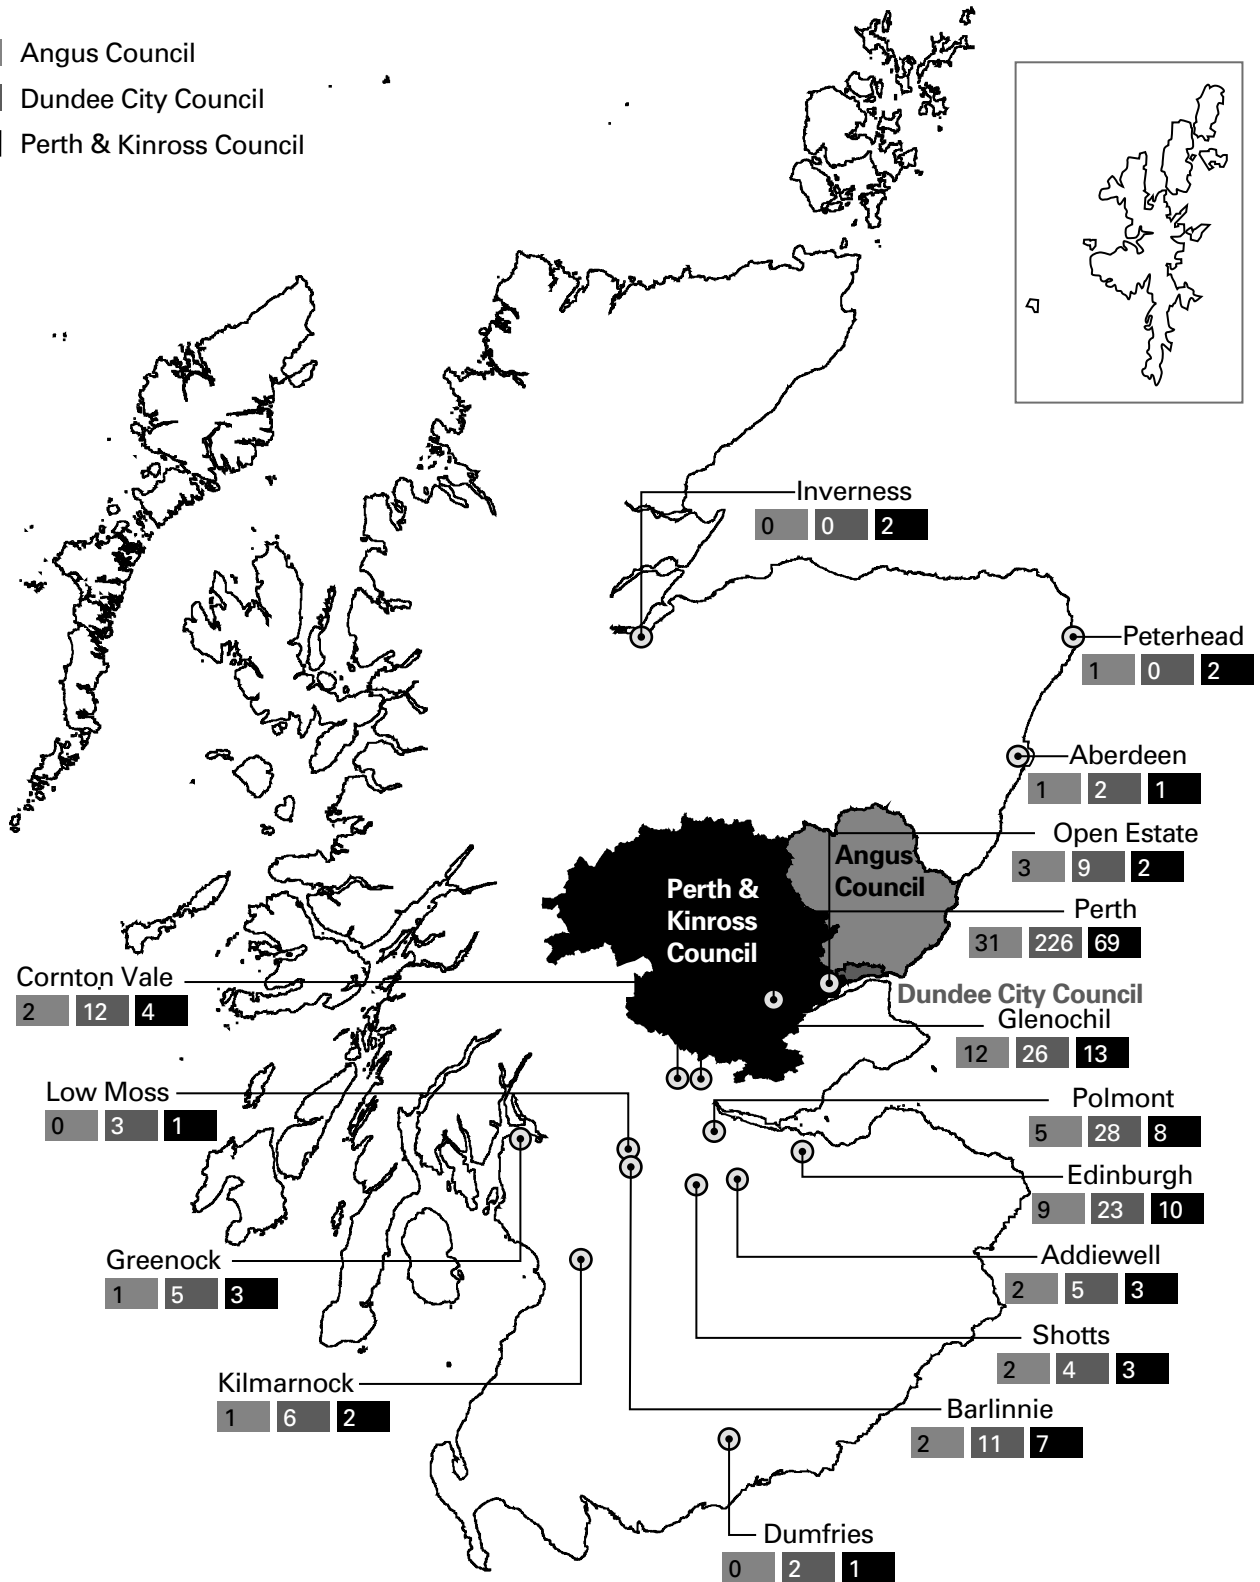 Angus Council
Dundee City Council
Perth & Kinross Council
Inverness
0 0 2
Peterhead
1 0 2
Aberdeen
1 2 1
Open Estate
3 9 2
Angus
Council
Perth &
Kinross
Council
Perth
31 226 69
Cornton Vale
2 12 4
Dundee City Council
Glenochil
12 26 13
Low Moss
0 3 1
Polmont
5 28 8
Edinburgh
9 23 10
Greenock
1 5 3
Addiewell
2 5 3
Shotts
2 4 3
Kilmarnock
1 6 2
Barlinnie
2 11 7
Dumfries
0 2 1